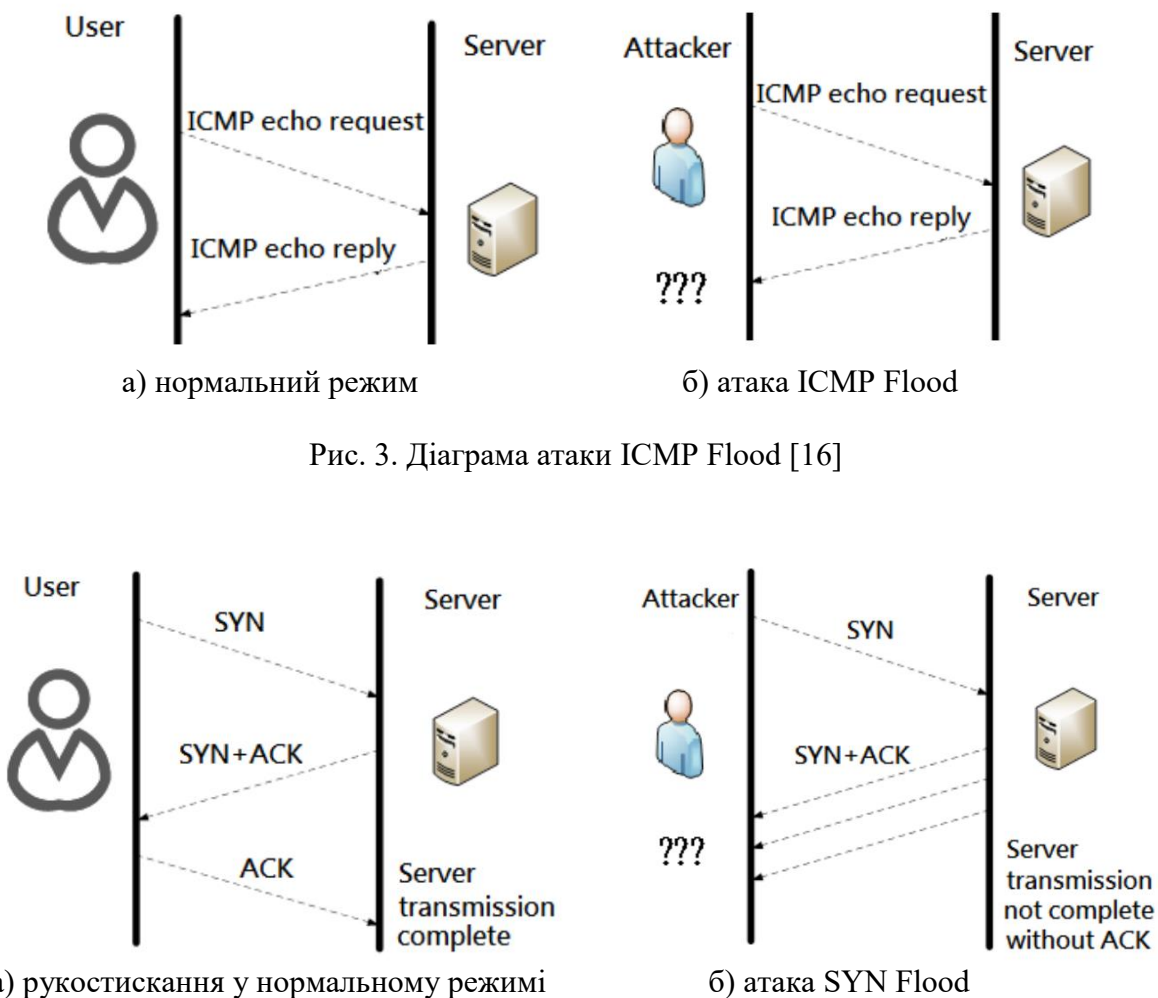 User
Server
ICMP echo request
ICMP echo reply
Attacker
Server
ICMP echo request
ICMP echo reply
???
а) нормальний режим
б) атака ICMP Flood
Рис. 3. Діаграма атаки ICMP Flood [16]
User
Server
SYN
SYN+ACK
ACK
Server
transmission
complete
Attacker
Server
SYN
SYN+ACK
???
Server
transmission
not complete
without ACK
а) рукостискання у нормальному режимі
б) атака SYN Flood